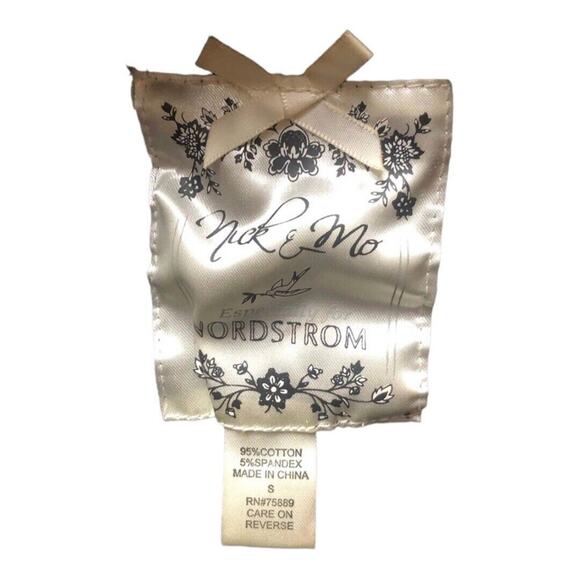 Nick & Mo
Especially for
NORDSTROM
95%COTTON
5%SPANDEX
MADE IN CHINA
S
RN#75889
CARE ON
REVERSE